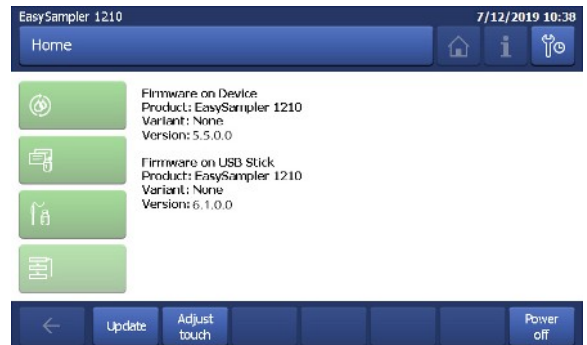 EasySampler 1210
7/12/2019 10:38
Home
Firmware on Device
Product: EasySampler 1210
Variant: None
Version: 5.5.0.0
Firmware on USB Stick
Product: EasySampler 1210
Variant: None
Version: 6.1.0.0
Update
Adjust
touch
Power
off